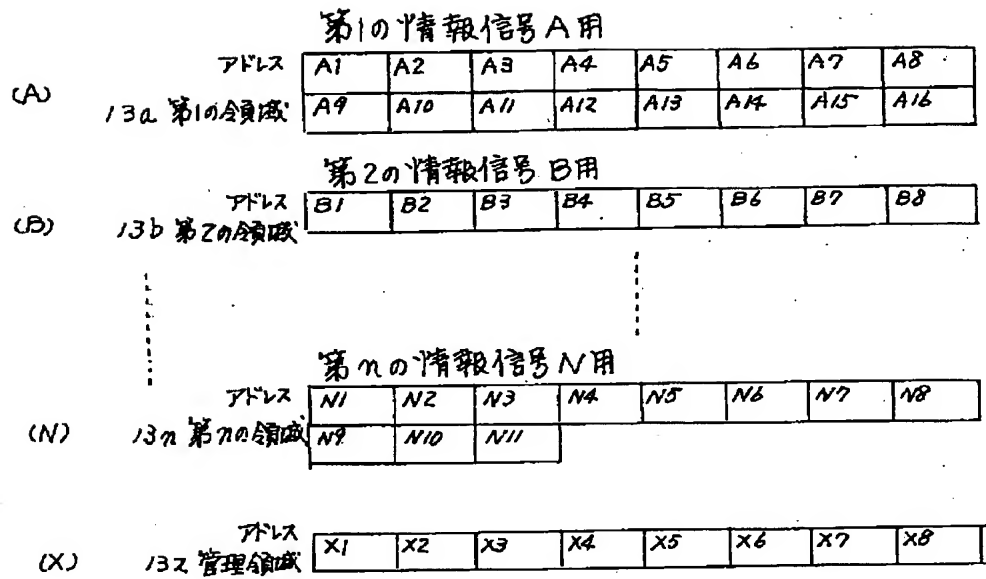 第1の情報信号A用
アドレス A1 A2 A3 A4 A5 A6 A7 A8
(A) 13a 第1の領域 A9 A10 A11 A12 A13 A14 A15 A16
第2の情報信号B用
アドレス B1 B2 B3 B4 B5 B6 B7 B8
(B) 13b 第2の領域
第nの情報信号N用
アドレス N1 N2 N3 N4 N5 N6 N7 N8
(N) 13n 第nの領域 N9 N10 N11
アドレス X1 X2 X3 X4 X5 X6 X7 X8
(X) 13z 管理領域